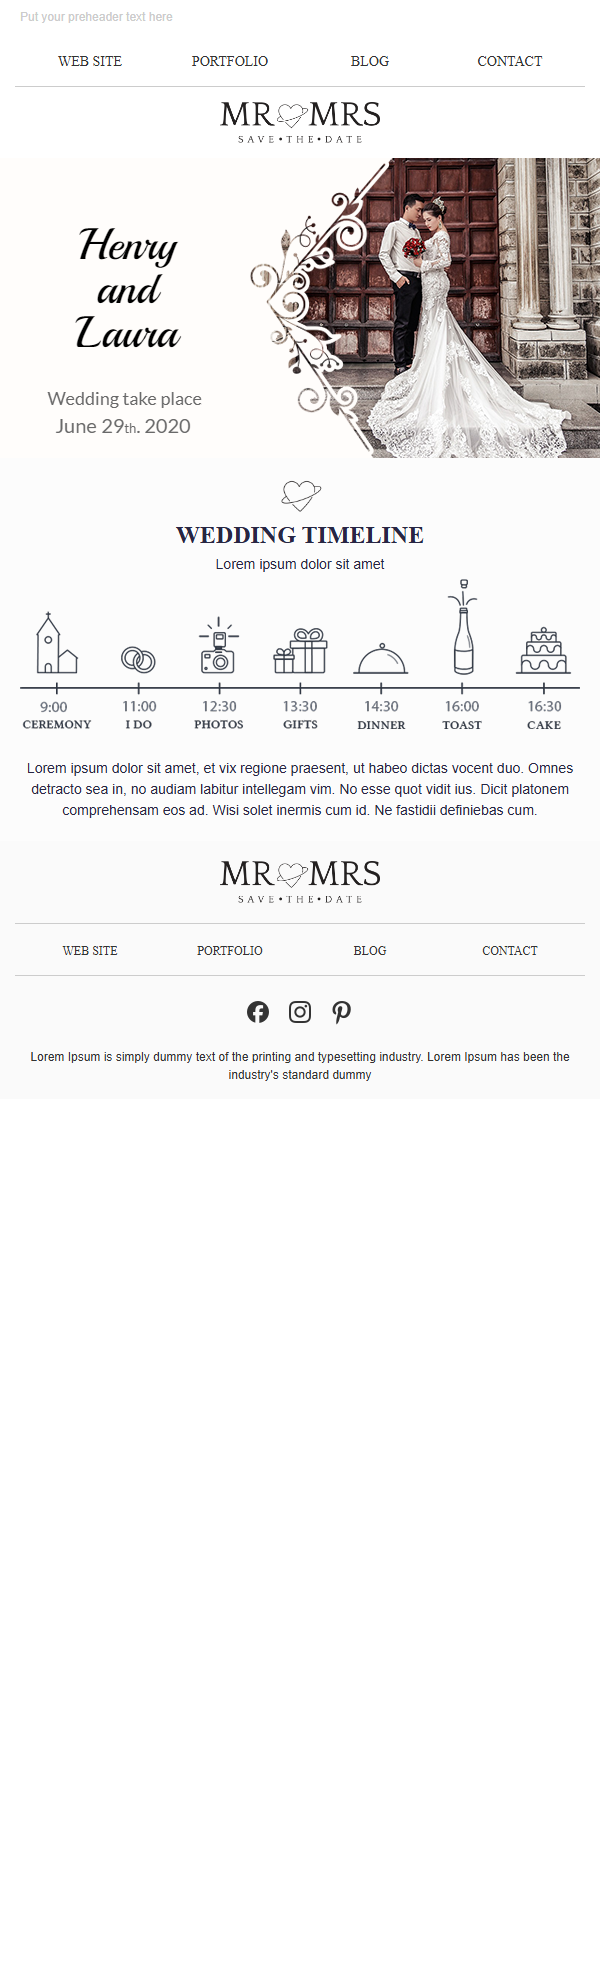 Put your preheader text here
WEB SITE PORTFOLIO BLOG CONTACT
MR MRS
SAVE•THE•DATE
Henry
and
Laura
Wedding take place
June 29th. 2020
WEDDING TIMELINE
Lorem ipsum dolor sit amet
9:00 11:00 12:30 13:30 14:30 16:00 16:30
CEREMONY I DO PHOTOS GIFTS DINNER TOAST CAKE
Lorem ipsum dolor sit amet, et vix regione praesent, ut habeo dictas vocent duo. Omnes
detracto sea in, no audiam labitur intellegam vim. No esse quot vidit ius. Dicit platonem
comprehensam eos ad. Wisi solet inermis cum id. Ne fastidii definiebas cum.
MR MRS
SAVE•THE•DATE
WEB SITE PORTFOLIO BLOG CONTACT
Lorem Ipsum is simply dummy text of the printing and typesetting industry. Lorem Ipsum has been the
industry's standard dummy